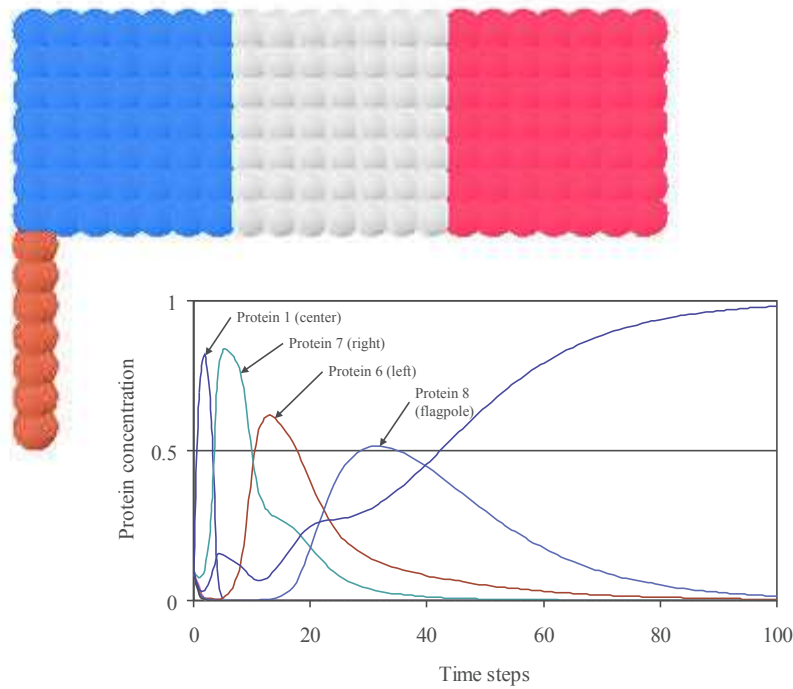 1
Protein 1 (center)
Protein 7 (right)
Protein 6 (left)
Protein 8
(flagpole)
0.5
Protein concentration
0
0 20 40 60 80 100
Time steps